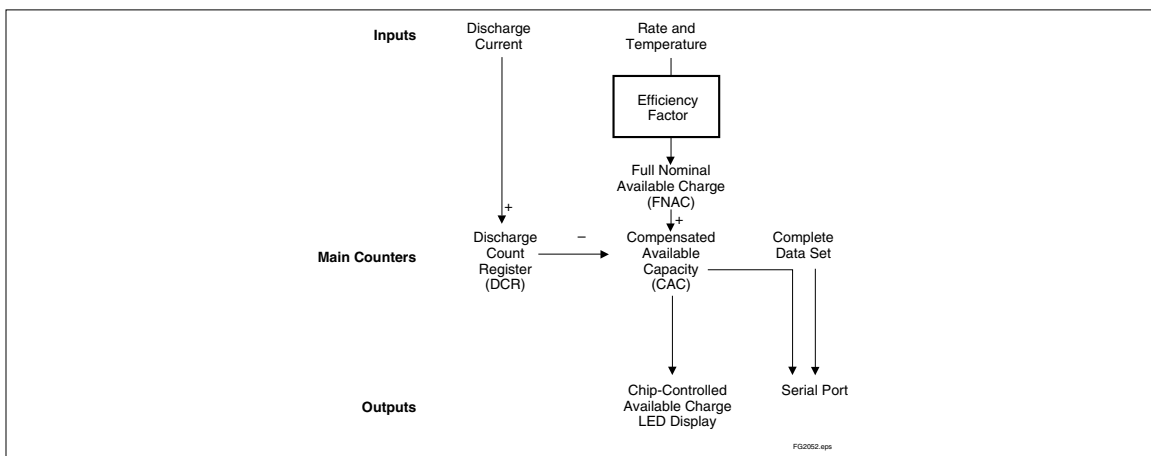 Inputs
Discharge
Current
Rate and
Temperature
Efficiency
Factor
Full Nominal
Available Charge
(FNAC)
+
+
Main Counters
Discharge
Count
Register
(DCR)
–
Compensated
Available
Capacity
(CAC)
Complete
Data Set
Outputs
Chip-Controlled
Available Charge
LED Display
Serial Port
FG2052.eps